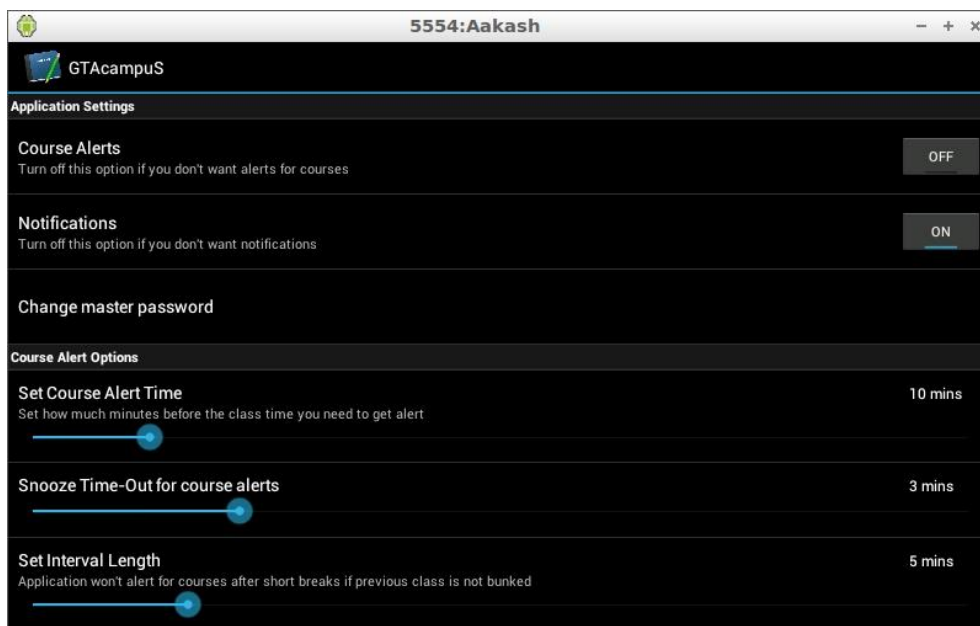 5554:Aakash
GTAcampuS
Application Settings
Course Alerts
OFF
Turn off this option if you don't want alerts for courses
Notifications
ON
Turn off this option if you don't want notifications
Change master password
Course Alert Options
Set Course Alert Time
10 mins
Set how much minutes before the class time you need to get alert
Snooze Time-Out for course alerts
3 mins
Set Interval Length
5 mins
Application won't alert for courses after short breaks if previous class is not bunked